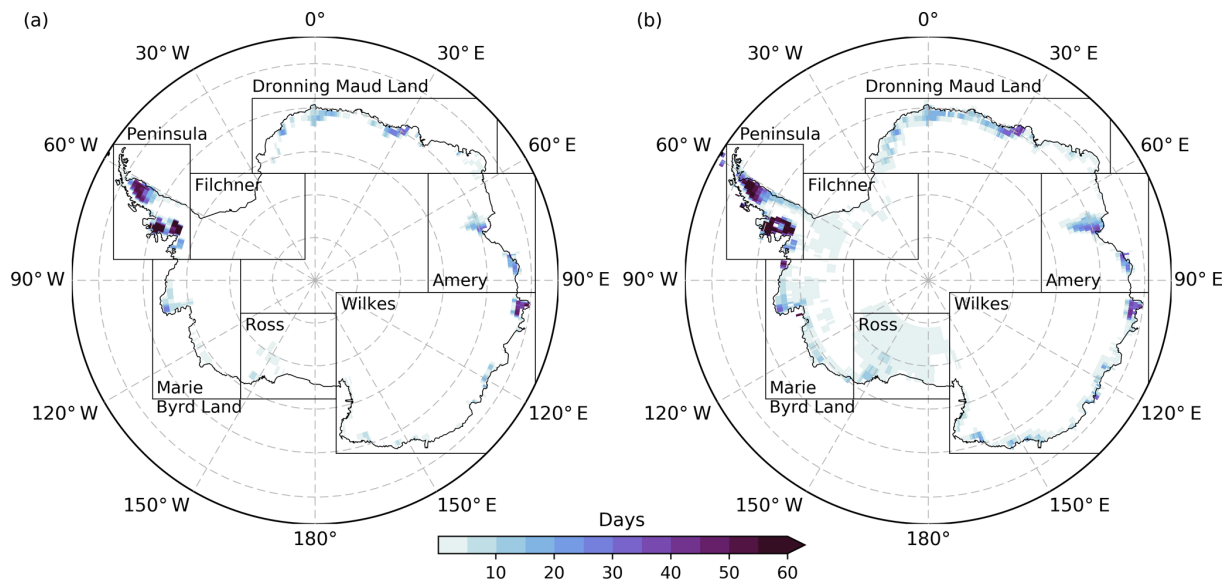 (a)
0°
30° W
30° E
Dronning Maud Land
60° W
Peninsula
60° E
Filchner
90° W
Amery
90° E
Wilkes
Ross
Marie
Byrd Land
120° W
120° E
150° W
150° E
180°
(b)
0°
30° W
30° E
Dronning Maud Land
60° W
Peninsula
60° E
Filchner
90° W
Amery
90° E
Wilkes
Ross
Marie
Byrd Land
120° W
120° E
150° W
150° E
180°
Days
10 20 30 40 50 60